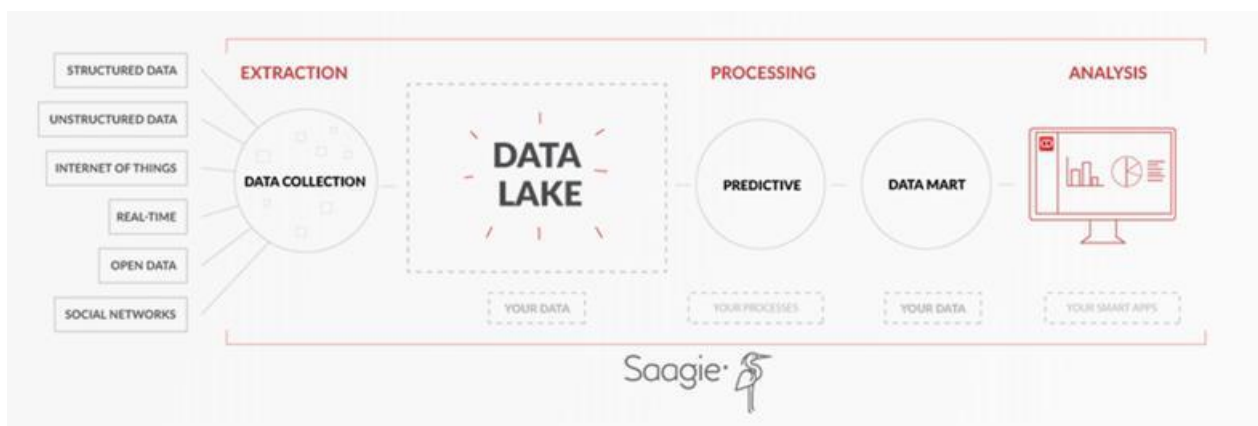 STRUCTURED DATA
UNSTRUCTURED DATA
INTERNET OF THINGS
REAL-TIME
OPEN DATA
SOCIAL NETWORKS
EXTRACTION
DATA COLLECTION
DATA
LAKE
YOUR DATA
PROCESSING
PREDICTIVE
DATA MART
YOUR PROCESSES
YOUR DATA
ANALYSIS
YOUR SMART APPS
Saagie